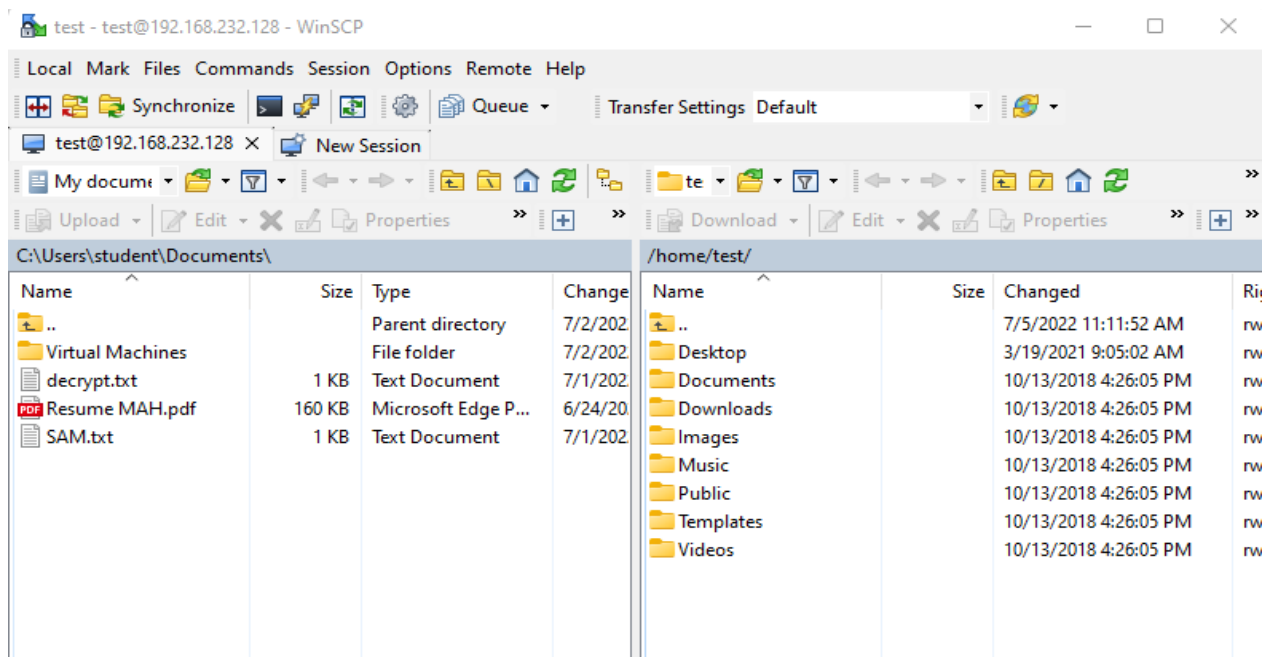 test - test@192.168.232.128 - WinSCP
Local Mark Files Commands Session Options Remote Help
Synchronize Queue Transfer Settings Default
test@192.168.232.128 New Session
My docume te
Upload Edit Properties Download Edit Properties
C:\Users\student\Documents\ /home/test/
Name Size Type Change Name Size Changed Ri
.. Parent directory 7/2/202 .. 7/5/2022 11:11:52 AM rw
Virtual Machines File folder 7/2/202 Desktop 3/19/2021 9:05:02 AM rw
decrypt.txt 1 KB Text Document 7/1/202 Documents 10/13/2018 4:26:05 PM rw
PDF Resume MAH.pdf 160 KB Microsoft Edge P... 6/24/20 Downloads 10/13/2018 4:26:05 PM rw
SAM.txt 1 KB Text Document 7/1/202 Images 10/13/2018 4:26:05 PM rw
Music 10/13/2018 4:26:05 PM rw
Public 10/13/2018 4:26:05 PM rw
Templates 10/13/2018 4:26:05 PM rw
Videos 10/13/2018 4:26:05 PM rw